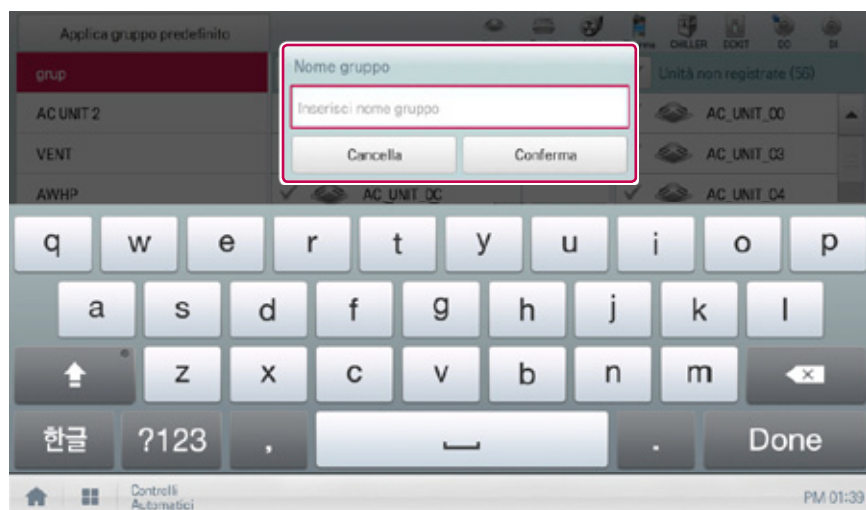 Applica gruppo predefinito
CHILLER DOKIT DO DI
grup
Nome gruppo
Unità non registrate (56)
Inserisci nome gruppo
AC UNIT 2
AC_UNIT_00
Cancella Conferma
VENT
AC_UNIT_03
AWHP
AC_UNIT_0C
AC_UNIT_04
q w e r t y u i o p
a s d f g h j k l
z x c v b n m
한글 ?123 , . Done
Controlli
Automatici
PM 01:39